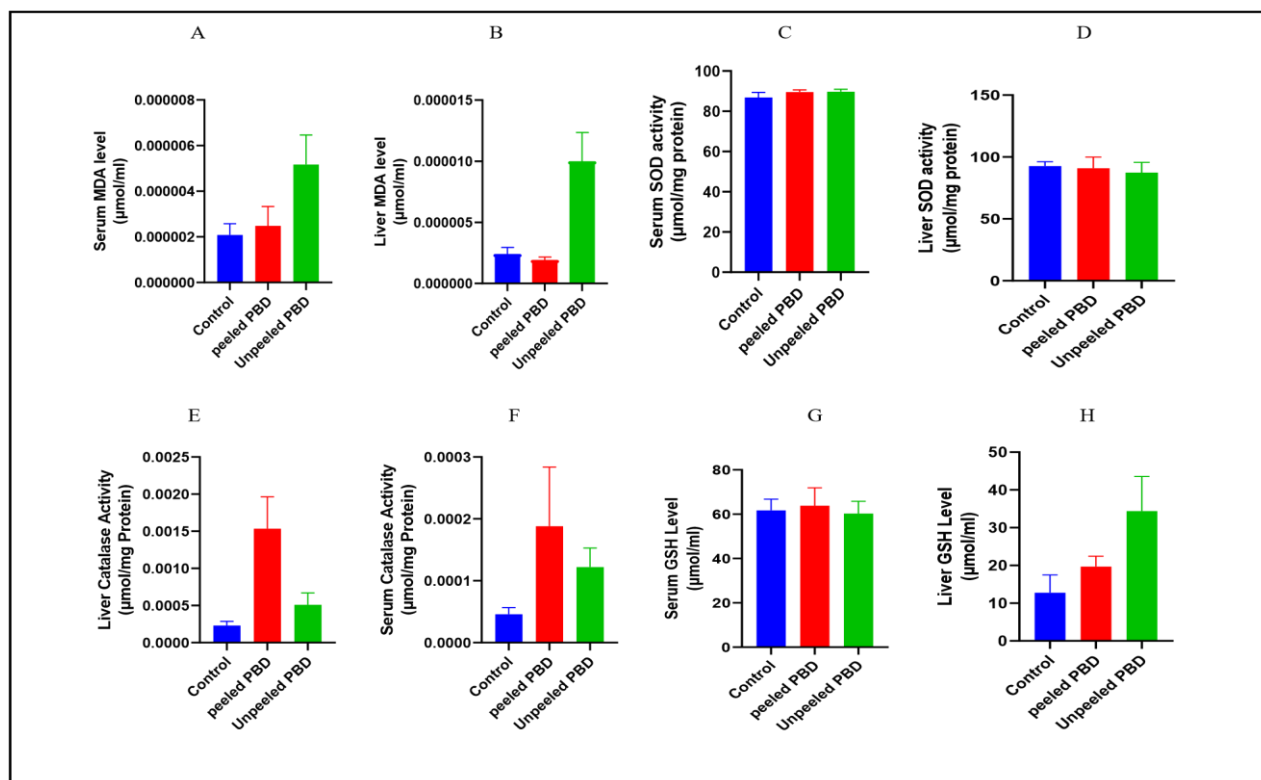 A
B
C
D
Serum MDA level
(μmol/ml)
0.000008
0.000006
0.000004
0.000002
0.000000
Control
peeled PBD
Unpeeled PBD
Liver MDA level
(μmol/ml)
0.000015
0.000010
0.000005
0.000000
Control
peeled PBD
Unpeeled PBD
Serum SOD activity
(μmol/mg protein)
100
80
60
40
20
0
Control
peeled PBD
Unpeeled PBD
Liver SOD activity
(μmol/mg protein)
150
100
50
0
Control
peeled PBD
Unpeeled PBD
E
F
G
H
Liver Catalase Activity
(μmol/mg Protein)
0.0025
0.0020
0.0015
0.0010
0.0005
0.0000
Control
peeled PBD
Unpeeled PBD
Serum Catalase Activity
(μmol/mg Protein)
0.0003
0.0002
0.0001
0.0000
Control
peeled PBD
Unpeeled PBD
Serum GSH Level
(μmol/ml)
80
60
40
20
0
Control
peeled PBD
Unpeeled PBD
Liver GSH Level
(μmol/ml)
50
40
30
20
10
0
Control
peeled PBD
Unpeeled PBD